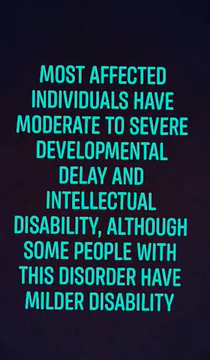 MOST AFFECTED
INDIVIDUALS HAVE
MODERATE TO SEVERE
DEVELOPMENTAL
DELAY AND
INTELLECTUAL
DISABILITY, ALTHOUGH
SOME PEOPLE WITH
THIS DISORDER HAVE
MILDER DISABILITY